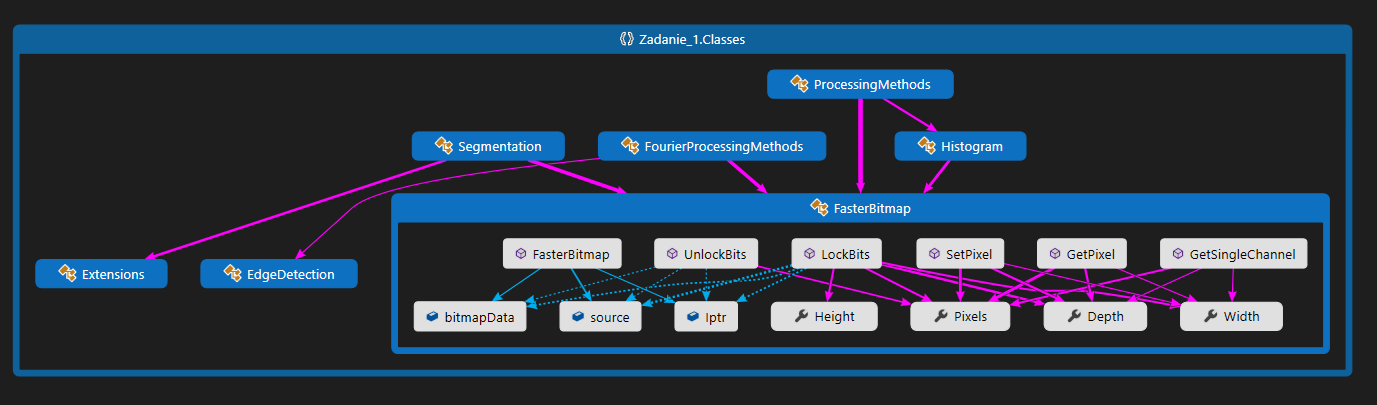 Zadanie_1.Classes
ProcessingMethods
Segmentation
FourierProcessingMethods
Histogram
FasterBitmap
FasterBitmap
UnlockBits
LockBits
SetPixel
GetPixel
GetSingleChannel
Extensions
EdgeDetection
bitmapData
source
Iptr
Height
Pixels
Depth
Width